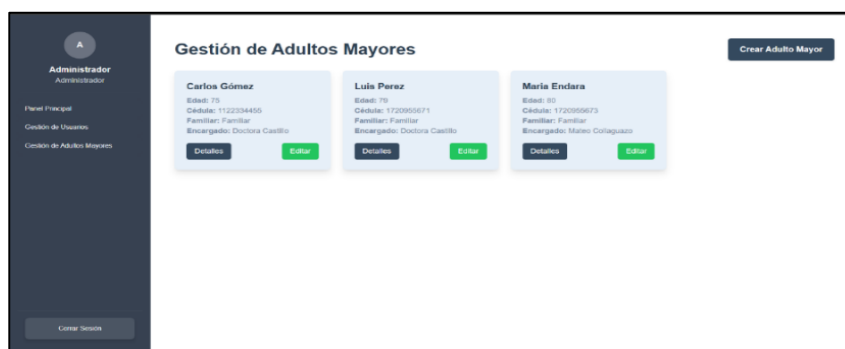 A
Administrador
Administrador
Panel Principal
Gestión de Usuarios
Gestión de Adultos Mayores
Cerrar Sesión
Gestión de Adultos Mayores
Crear Adulto Mayor
Carlos Gómez
Edad: 75
Cédula: 1122334455
Familiar: Familiar
Encargado: Doctora Castillo
Detalles
Editar
Luis Perez
Edad: 79
Cédula: 1720955671
Familiar: Familiar
Encargado: Doctora Castillo
Detalles
Editar
Maria Endara
Edad: 80
Cédula: 1720955673
Familiar: Familiar
Encargado: Mateo Collaguazo
Detalles
Editar